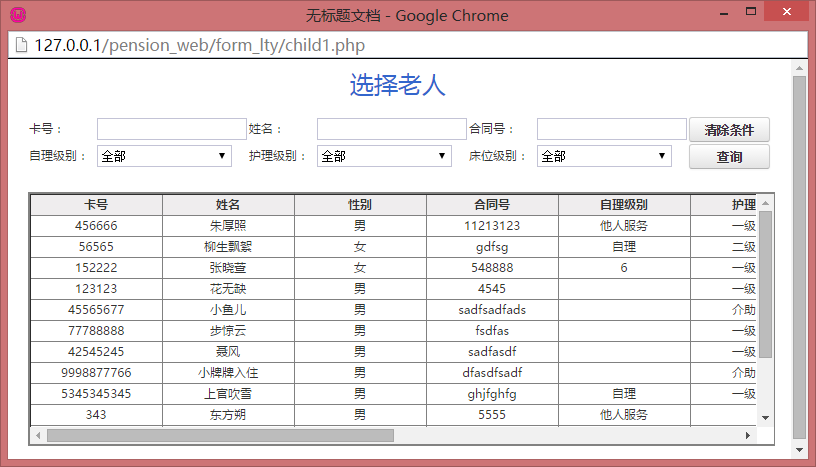 无标题文档 - Google Chrome
127.0.0.1/pension_web/form_lty/child1.php
选择老人
卡号： 姓名： 合同号： 清除条件
自理级别： 全部 护理级别： 全部 床位级别： 全部 查询
卡号 姓名 性别 合同号 自理级别 护理
456666 朱厚照 男 11213123 他人服务 一级
56565 柳生飘絮 女 gdfsg 自理 二级
152222 张晓萱 女 548888 6 一级
123123 花无缺 男 4545 一级
45565677 小鱼儿 男 sadfsadfads 介助
77788888 步惊云 男 fsdfas 一级
42545245 聂风 男 sadfasdf 一级
9998877766 小牌牌入住 男 dfasdfsadf 介助
5345345345 上官吹雪 男 ghjfghfg 自理 一级
343 东方朔 男 5555 他人服务